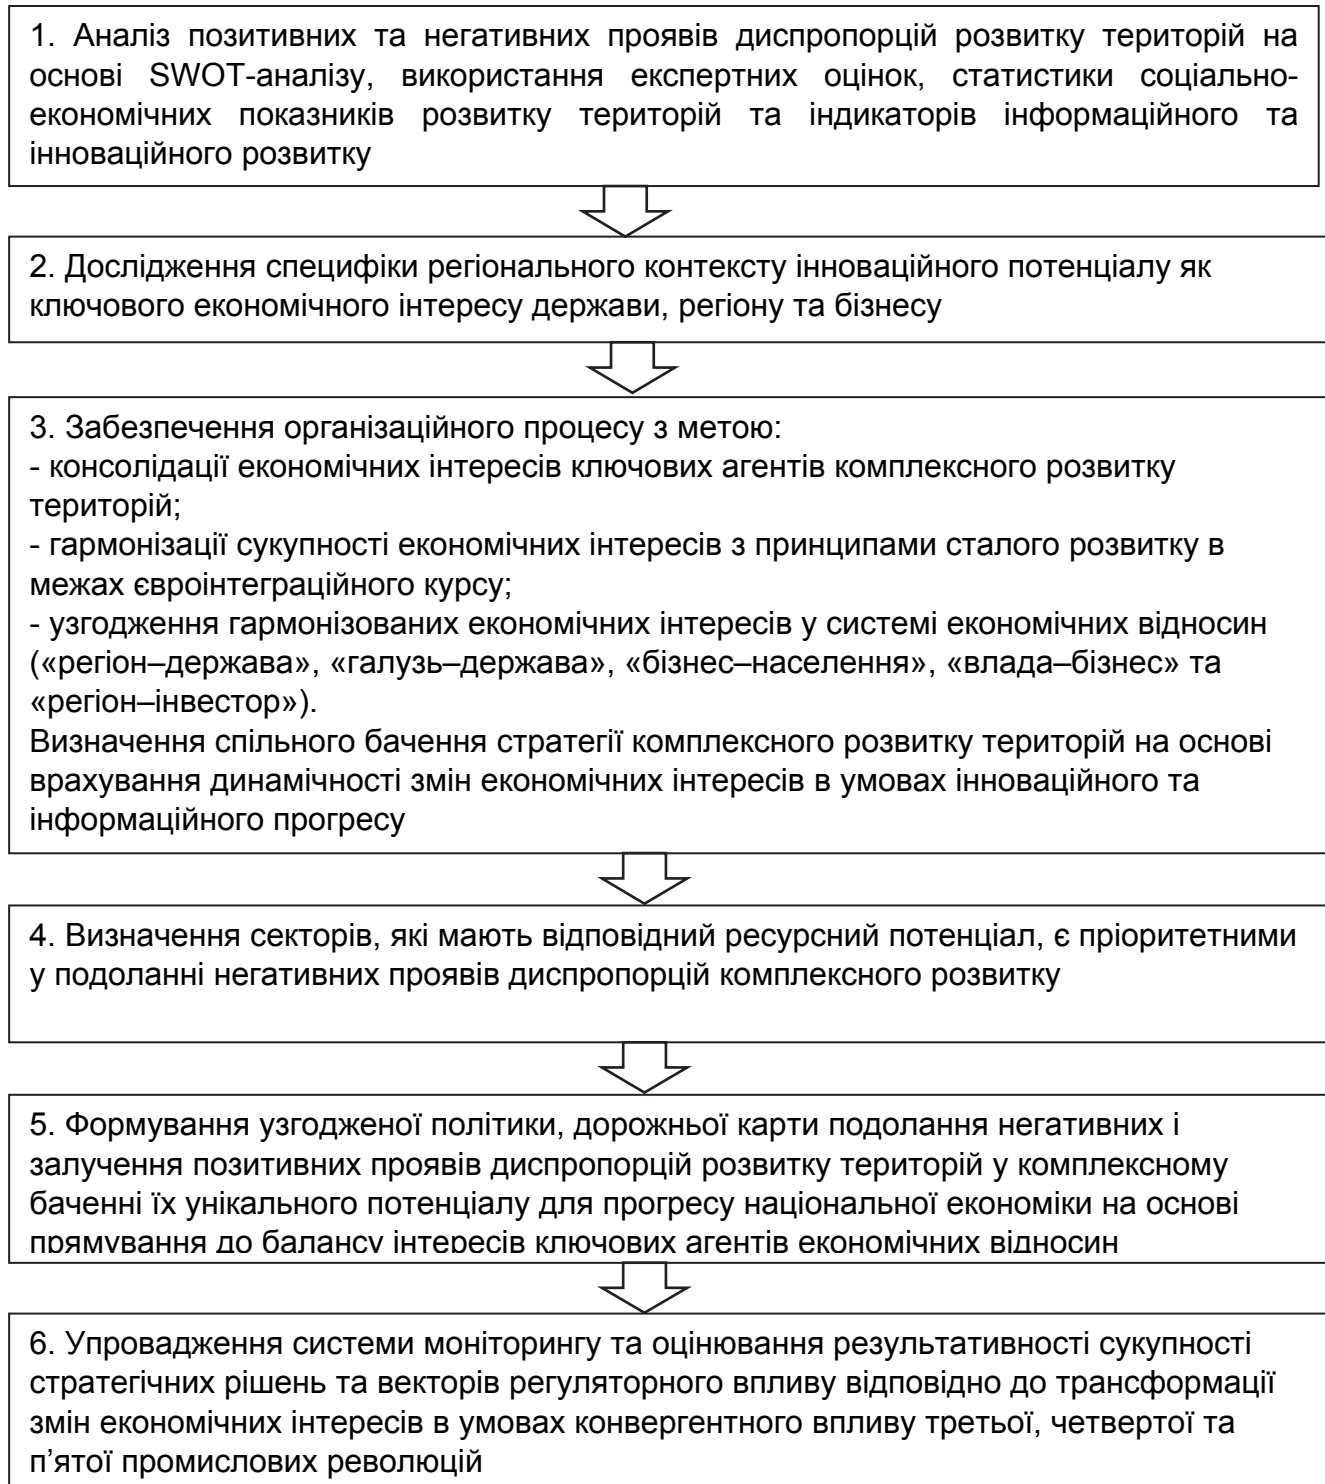 1. Аналіз позитивних та негативних проявів диспропорцій розвитку територій на
основі SWOT-аналізу, використання експертних оцінок, статистики соціально-
економічних показників розвитку територій та індикаторів інформаційного та
інноваційного розвитку
2. Дослідження специфіки регіонального контексту інноваційного потенціалу як
ключового економічного інтересу держави, регіону та бізнесу
3. Забезпечення організаційного процесу з метою:
- консолідації економічних інтересів ключових агентів комплексного розвитку
територій;
- гармонізації сукупності економічних інтересів з принципами сталого розвитку в
межах євроінтеграційного курсу;
- узгодження гармонізованих економічних інтересів у системі економічних відносин
(«регіон–держава», «галузь–держава», «бізнес–населення», «влада–бізнес» та
«регіон–інвестор»).
Визначення спільного бачення стратегії комплексного розвитку територій на основі
врахування динамічності змін економічних інтересів в умовах інноваційного та
інформаційного прогресу
4. Визначення секторів, які мають відповідний ресурсний потенціал, є пріоритетними
у подоланні негативних проявів диспропорцій комплексного розвитку
5. Формування узгодженої політики, дорожньої карти подолання негативних і
залучення позитивних проявів диспропорцій розвитку територій у комплексному
баченні їх унікального потенціалу для прогресу національної економіки на основі
прямування до балансу інтересів ключових агентів економічних відносин
6. Упровадження системи моніторингу та оцінювання результативності сукупності
стратегічних рішень та векторів регуляторного впливу відповідно до трансформації
змін економічних інтересів в умовах конвергентного впливу третьої, четвертої та
п’ятої промислових революцій